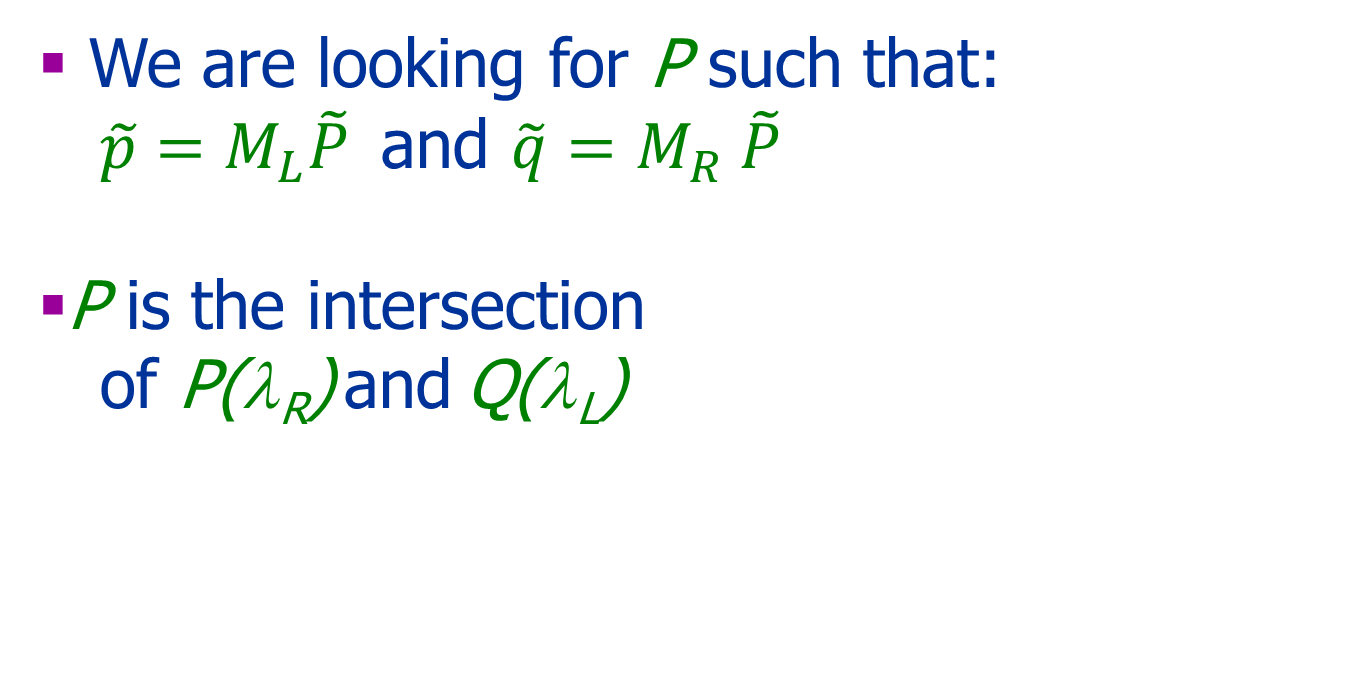 ▪ We are looking for P such that:
p̃ = M_L P̃ and q̃ = M_R P̃
▪ P is the intersection
of P(λ_R) and Q(λ_L)